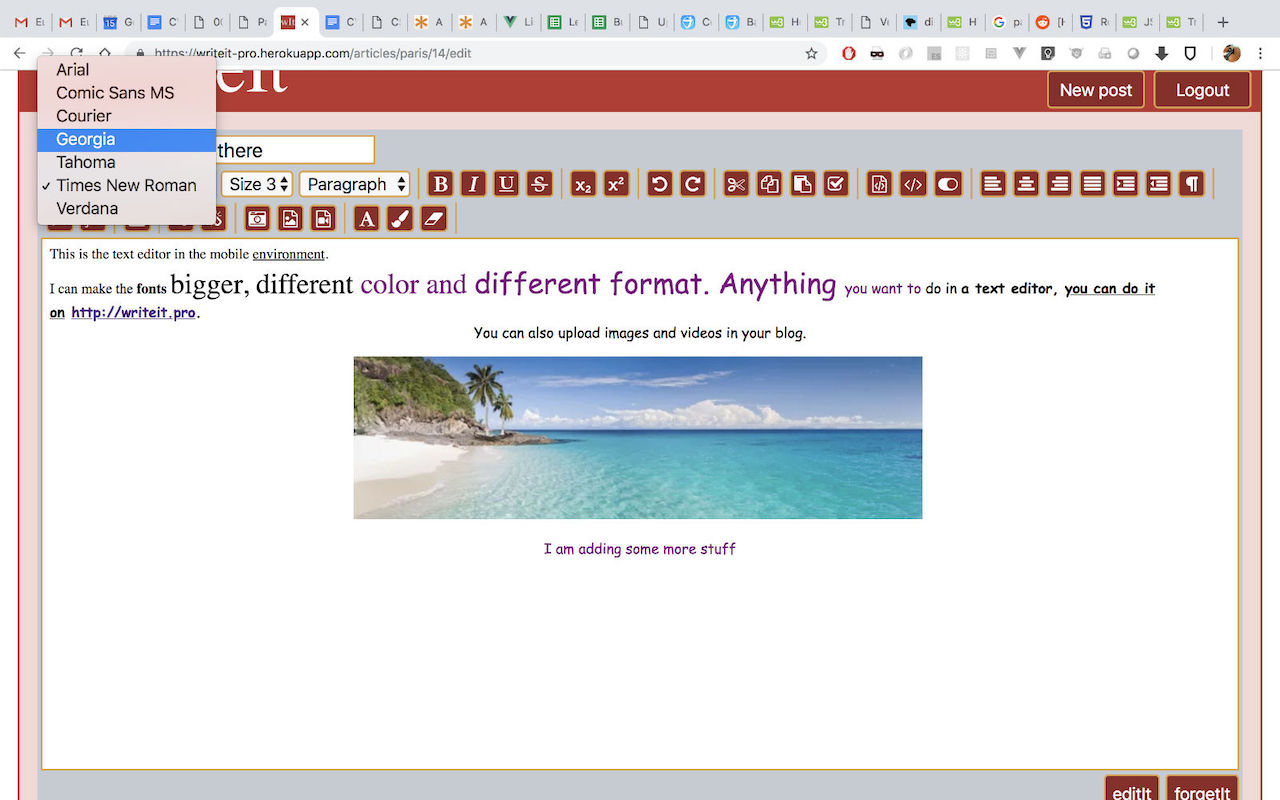 https://writeit-pro.herokuapp.com/articles/paris/14/edit
New post
Logout
Arial
Comic Sans MS
Courier
Georgia
Tahoma
Times New Roman
Verdana
there
Size 3
Paragraph
This is the text editor in the mobile environment.
I can make the fonts bigger, different color and different format. Anything you want to do in a text editor, you can do it
on http://writeit.pro.
You can also upload images and videos in your blog.
I am adding some more stuff
editIt
forgetIt